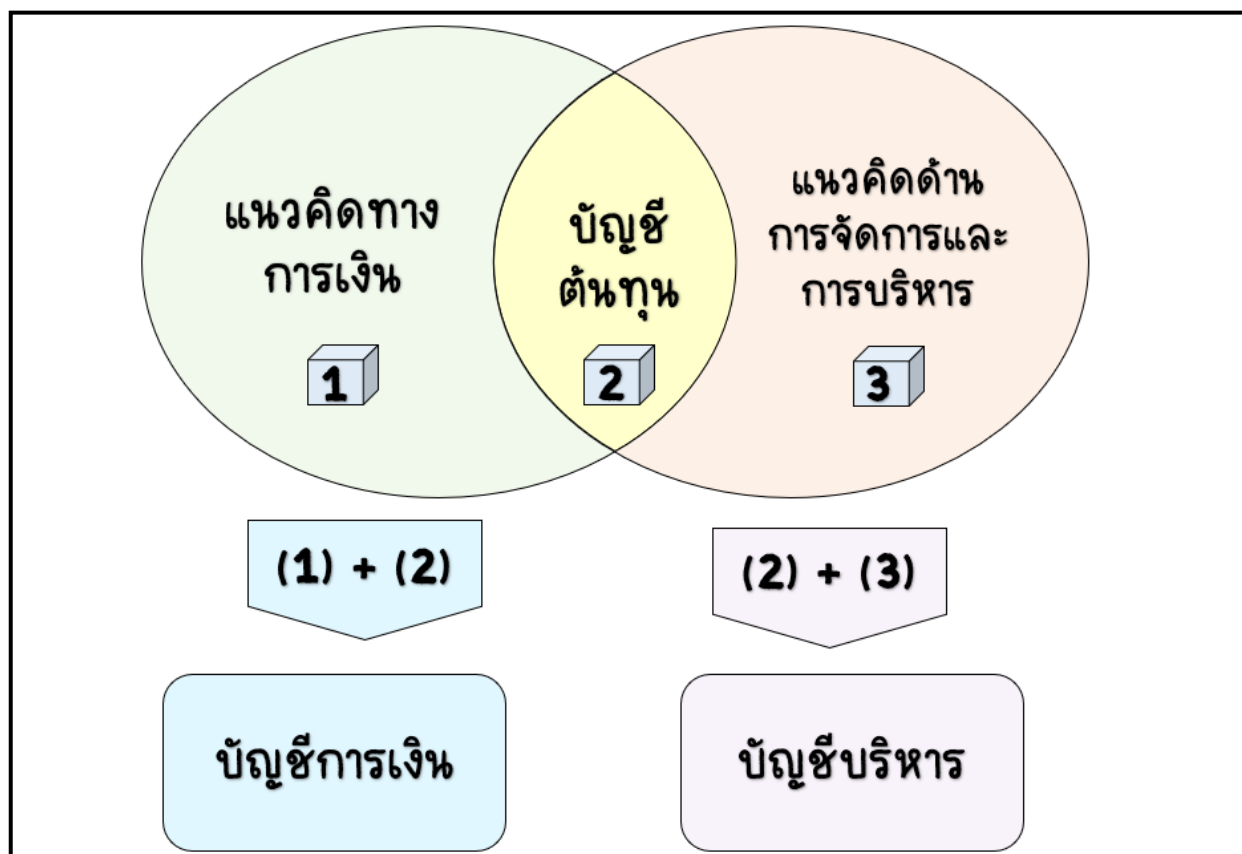 แนวคิดทาง
การเงิน
1
บัญชี
ต้นทุน
2
แนวคิดด้าน
การจัดการและ
การบริหาร
3
(1) + (2)
(2) + (3)
บัญชีการเงิน
บัญชีบริหาร